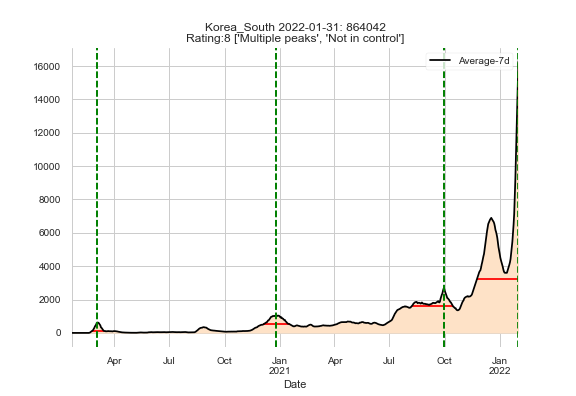 Korea_South 2022-01-31: 864042
Rating:8 ['Multiple peaks', 'Not in control']
Average-7d
16000
14000
12000
10000
8000
6000
4000
2000
0
Apr Jul Oct Jan Apr Jul Oct Jan
2021 2022
Date